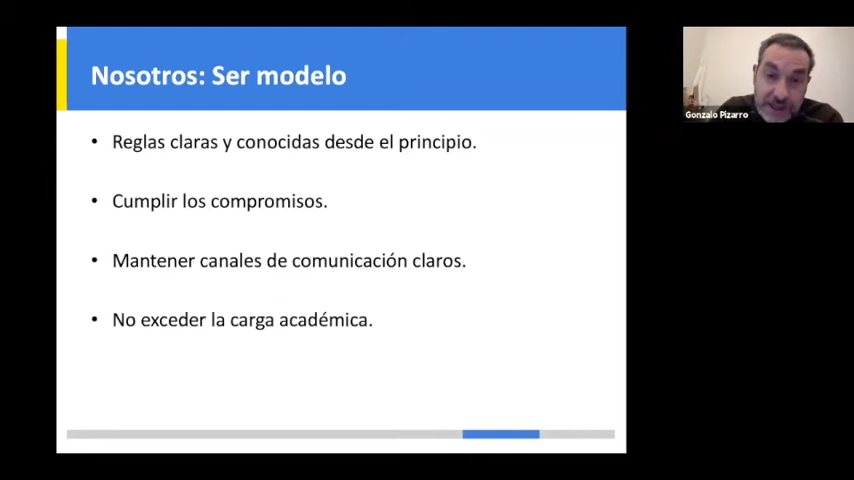 Nosotros: Ser modelo
Gonzalo Pizarro
• Reglas claras y conocidas desde el principio.
• Cumplir los compromisos.
• Mantener canales de comunicación claros.
• No exceder la carga académica.